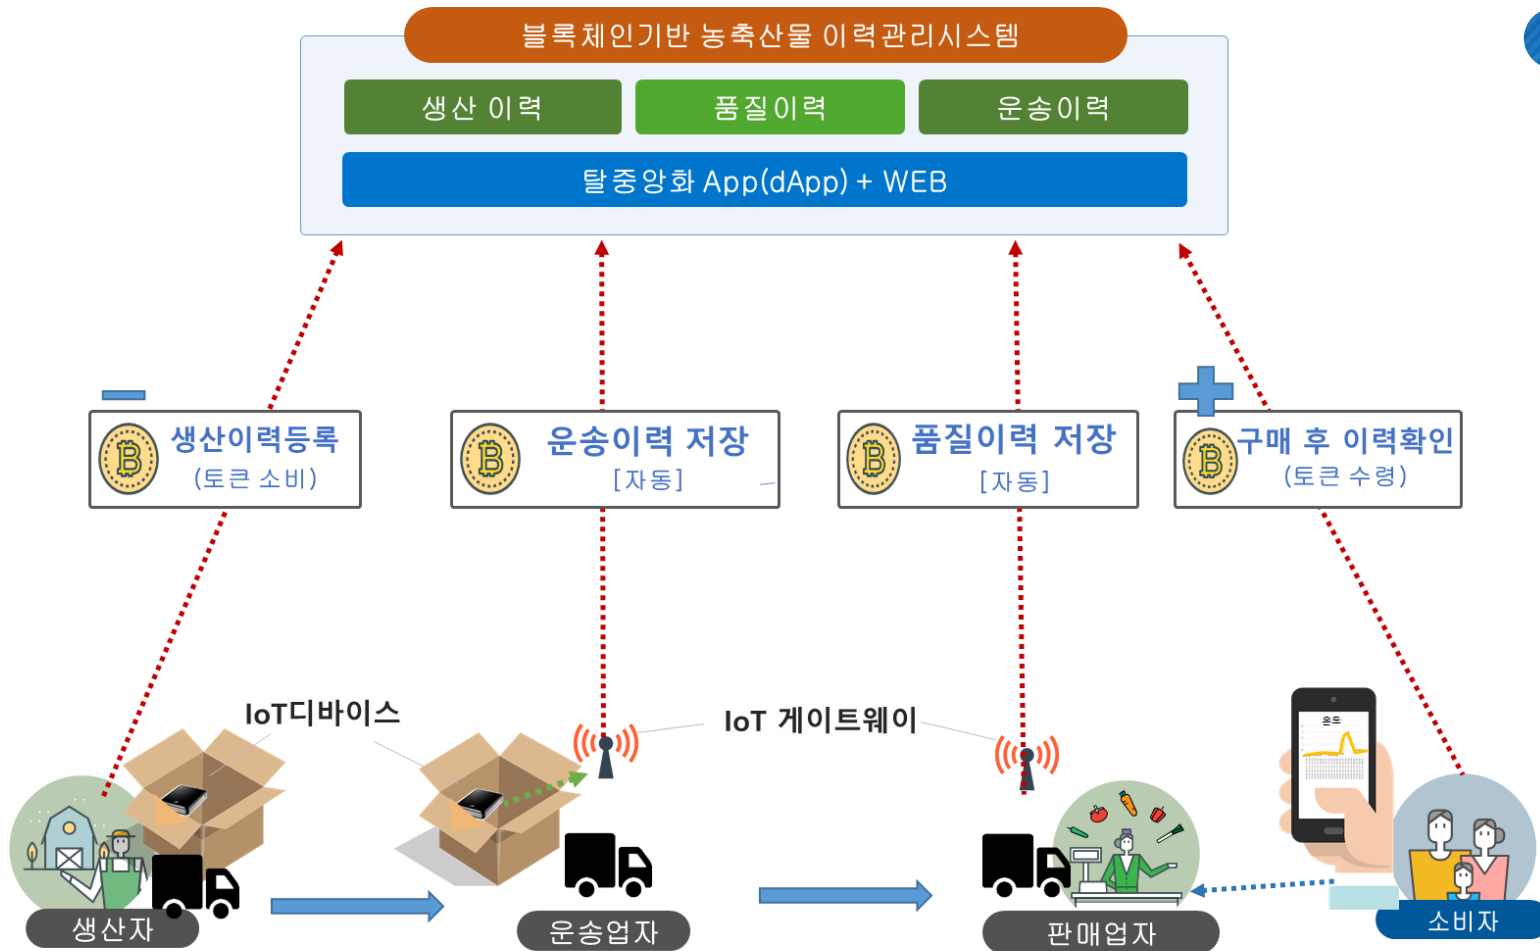 블록체인기반 농축산물 이력관리시스템
생산 이력
품질이력
운송이력
탈중앙화 App(dApp) + WEB
생산이력등록
(토큰 소비)
운송이력 저장
[자동]
품질이력 저장
[자동]
구매 후 이력확인
(토큰 수령)
IoT디바이스
IoT 게이트웨이
온도
생산자
운송업자
판매업자
소비자